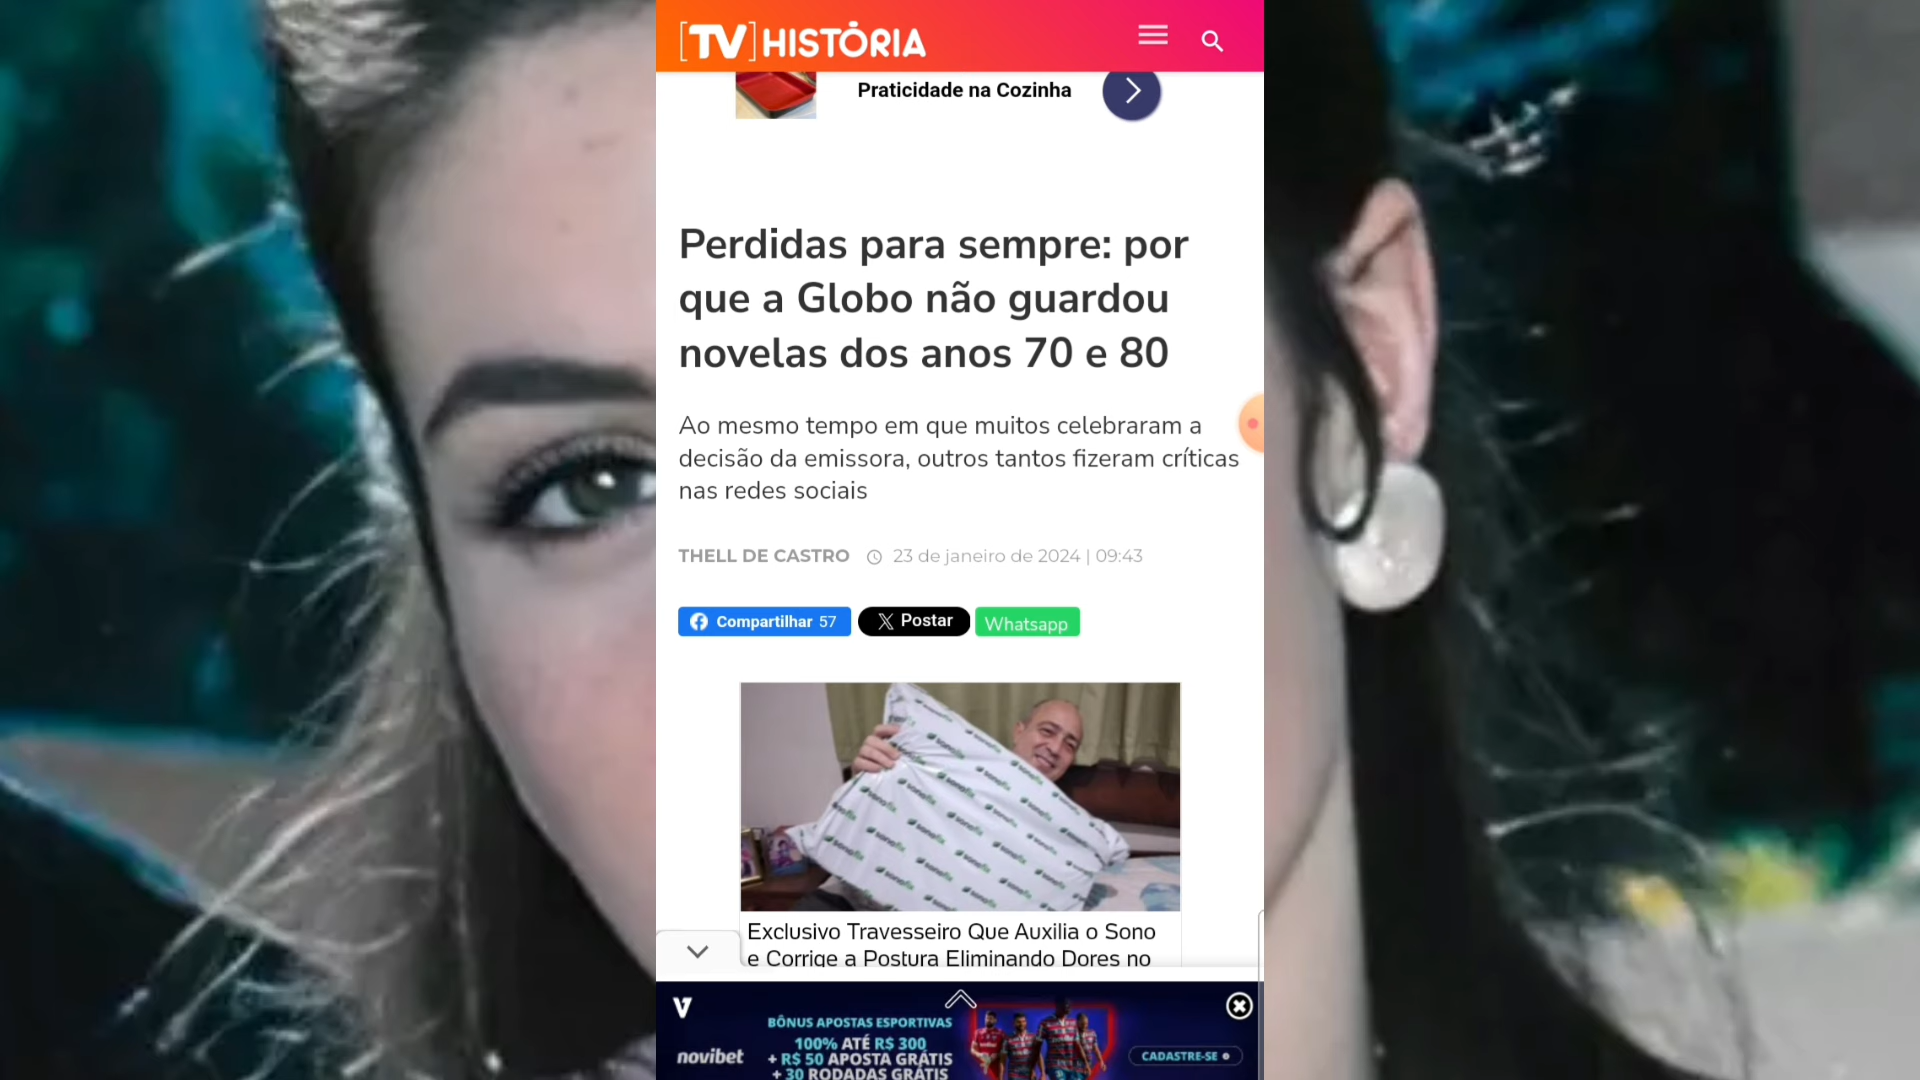 [TV] HISTÓRIA
Praticidade na Cozinha
Perdidas para sempre: por
que a Globo não guardou
novelas dos anos 70 e 80
Ao mesmo tempo em que muitos celebraram a
decisão da emissora, outros tantos fizeram críticas
nas redes sociais
THELL DE CASTRO 23 de janeiro de 2024 | 09:43
Compartilhar 57 Postar Whatsapp
Exclusivo Travesseiro Que Auxilia o Sono
e Corrige a Postura Eliminando Dores no
BÔNUS APOSTAS ESPORTIVAS
100% ATÉ R$ 300
novibet + R$ 50 APOSTA GRÁTIS CADASTRE-SE
+ 30 RODADAS GRÁTIS